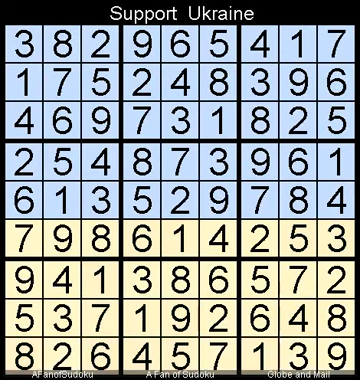 Support Ukraine
3 8 2 9 6 5 4 1 7
1 7 5 2 4 8 3 9 6
4 6 9 7 3 1 8 2 5
2 5 4 8 7 3 9 6 1
6 1 3 5 2 9 7 8 4
7 9 8 6 1 4 2 5 3
9 4 1 3 8 6 5 7 2
5 3 7 1 9 2 6 4 8
8 2 6 4 5 7 1 3 9
AFanofSudoku A Fan of Sudoku Globe and Mail